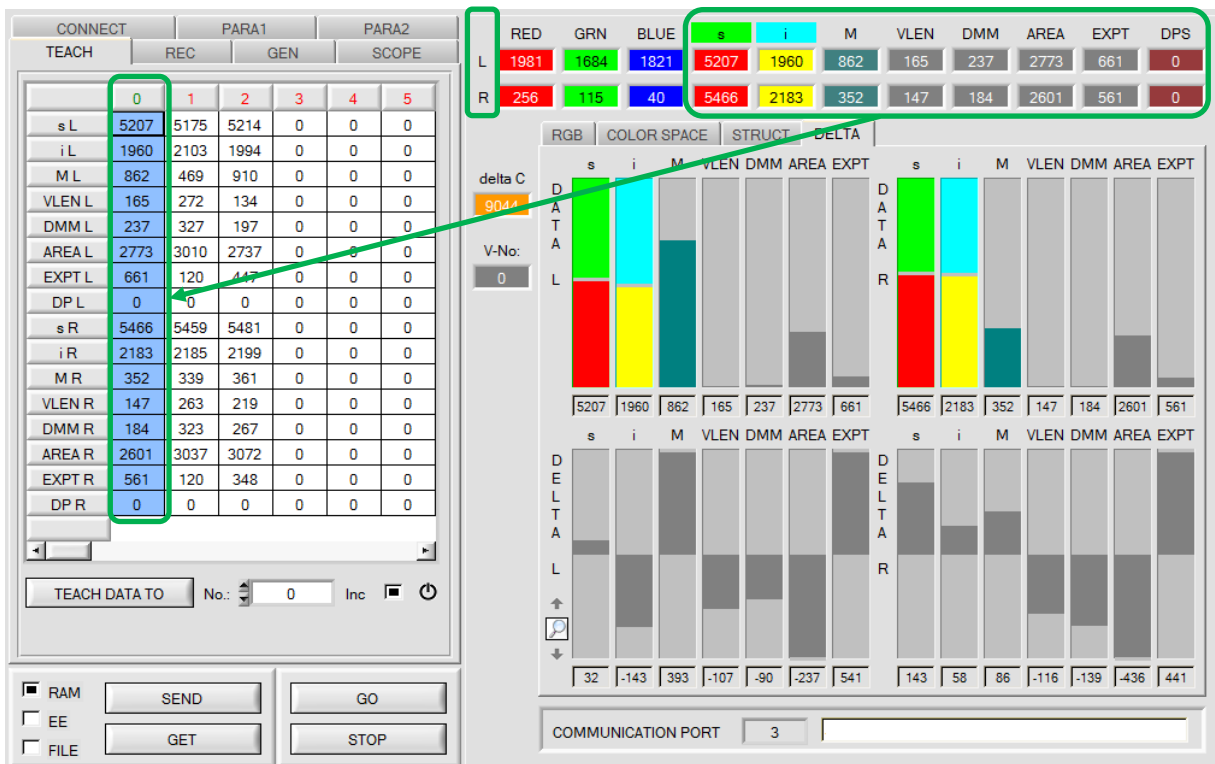 CONNECT PARA1 PARA2
TEACH REC GEN SCOPE
0 1 2 3 4 5
s L 5207 5175 5214 0 0 0
i L 1960 2103 1994 0 0 0
M L 862 469 910 0 0 0
VLEN L 165 272 134 0 0 0
DMM L 237 327 197 0 0 0
AREA L 2773 3010 2737 0 0 0
EXPT L 661 120 447 0 0 0
DP L 0 0 0 0 0 0
s R 5466 5459 5481 0 0 0
i R 2183 2185 2199 0 0 0
M R 352 339 361 0 0 0
VLEN R 147 263 219 0 0 0
DMM R 184 323 267 0 0 0
AREA R 2601 3037 3072 0 0 0
EXPT R 561 120 348 0 0 0
DP R 0 0 0 0 0 0
TEACH DATA TO No.: 0 Inc
RAM SEND GO
EE
GET STOP
FILE
RED GRN BLUE s i M VLEN DMM AREA EXPT DPS
L 1981 1684 1821 5207 1960 862 165 237 2773 661 0
R 256 115 40 5466 2183 352 147 184 2601 561 0
RGB COLOR SPACE STRUCT DELTA
delta C
9044
V-No:
0
s i M VLEN DMM AREA EXPT s i M VLEN DMM AREA EXPT
DATA L DATA R
5207 1960 862 165 237 2773 661 5466 2183 352 147 184 2601 561
s i M VLEN DMM AREA EXPT s i M VLEN DMM AREA EXPT
DELTA L DELTA R
32 -143 393 -107 -90 -237 541 143 58 86 -116 -139 -436 441
COMMUNICATION PORT 3